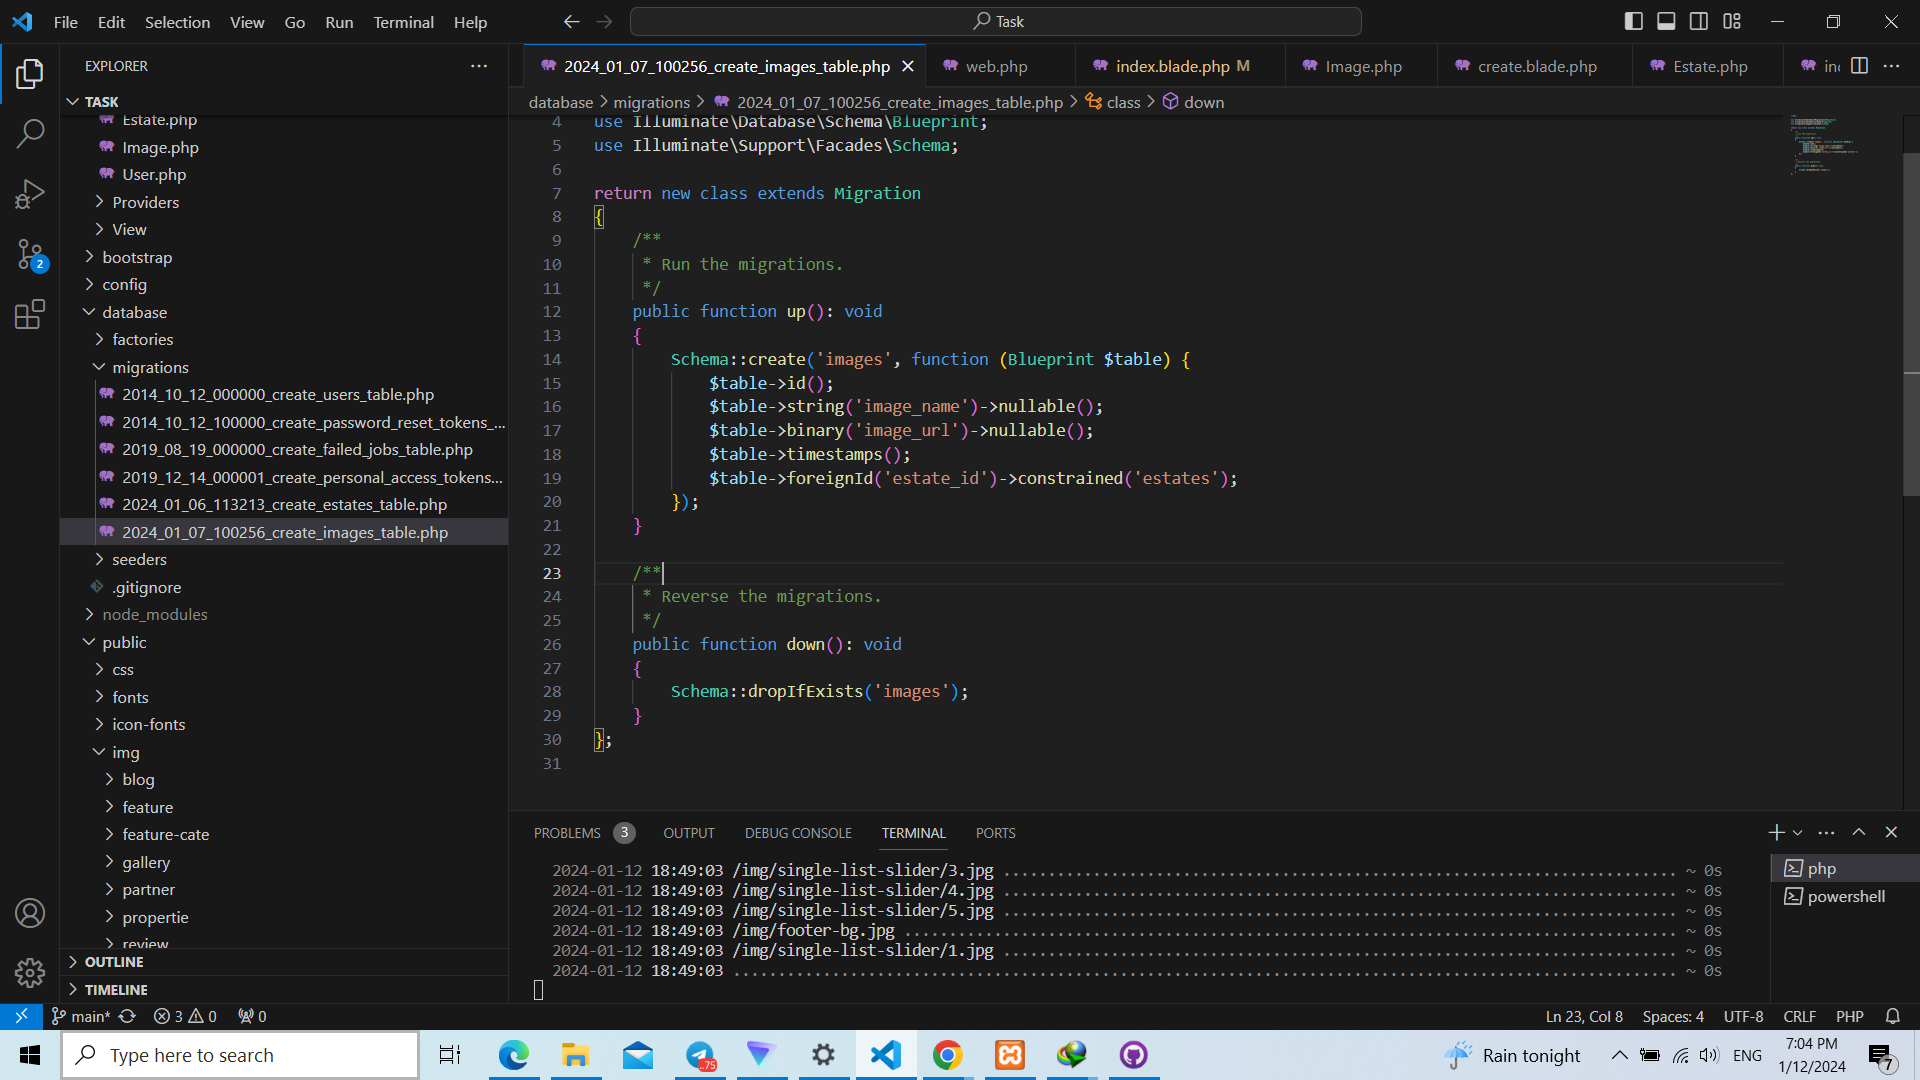 File Edit Selection View Go Run Terminal Help
Task
EXPLORER
TASK
Estate.php
Image.php
User.php
Providers
View
bootstrap
config
database
factories
migrations
2014_10_12_000000_create_users_table.php
2014_10_12_100000_create_password_reset_tokens_...
2019_08_19_000000_create_failed_jobs_table.php
2019_12_14_000001_create_personal_access_tokens...
2024_01_06_113213_create_estates_table.php
2024_01_07_100256_create_images_table.php
seeders
.gitignore
node_modules
public
css
fonts
icon-fonts
img
blog
feature
feature-cate
gallery
partner
propertie
review
OUTLINE
TIMELINE
2
2024_01_07_100256_create_images_table.php web.php index.blade.php M Image.php create.blade.php Estate.php
database > migrations > 2024_01_07_100256_create_images_table.php > class > down
4 use Illuminate\Database\Schema\Blueprint;
5 use Illuminate\Support\Facades\Schema;
6
7 return new class extends Migration
8 {
9 /**
10 * Run the migrations.
11 */
12 public function up(): void
13 {
14 Schema::create('images', function (Blueprint $table) {
15 $table->id();
16 $table->string('image_name')->nullable();
17 $table->binary('image_url')->nullable();
18 $table->timestamps();
19 $table->foreignId('estate_id')->constrained('estates');
20 });
21 }
22
23 /**
24 * Reverse the migrations.
25 */
26 public function down(): void
27 {
28 Schema::dropIfExists('images');
29 }
30 };
31
PROBLEMS 3 OUTPUT DEBUG CONSOLE TERMINAL PORTS
2024-01-12 18:49:03 /img/single-list-slider/3.jpg ........ ~ 0s
2024-01-12 18:49:03 /img/single-list-slider/4.jpg ........ ~ 0s
2024-01-12 18:49:03 /img/single-list-slider/5.jpg ........ ~ 0s
2024-01-12 18:49:03 /img/footer-bg.jpg ........ ~ 0s
2024-01-12 18:49:03 /img/single-list-slider/1.jpg ........ ~ 0s
2024-01-12 18:49:03 ........ ~ 0s
php
powershell
main* 3 0 0
Ln 23, Col 8 Spaces: 4 UTF-8 CRLF PHP
Type here to search
..75
Rain tonight
ENG
7:04 PM
1/12/2024
7